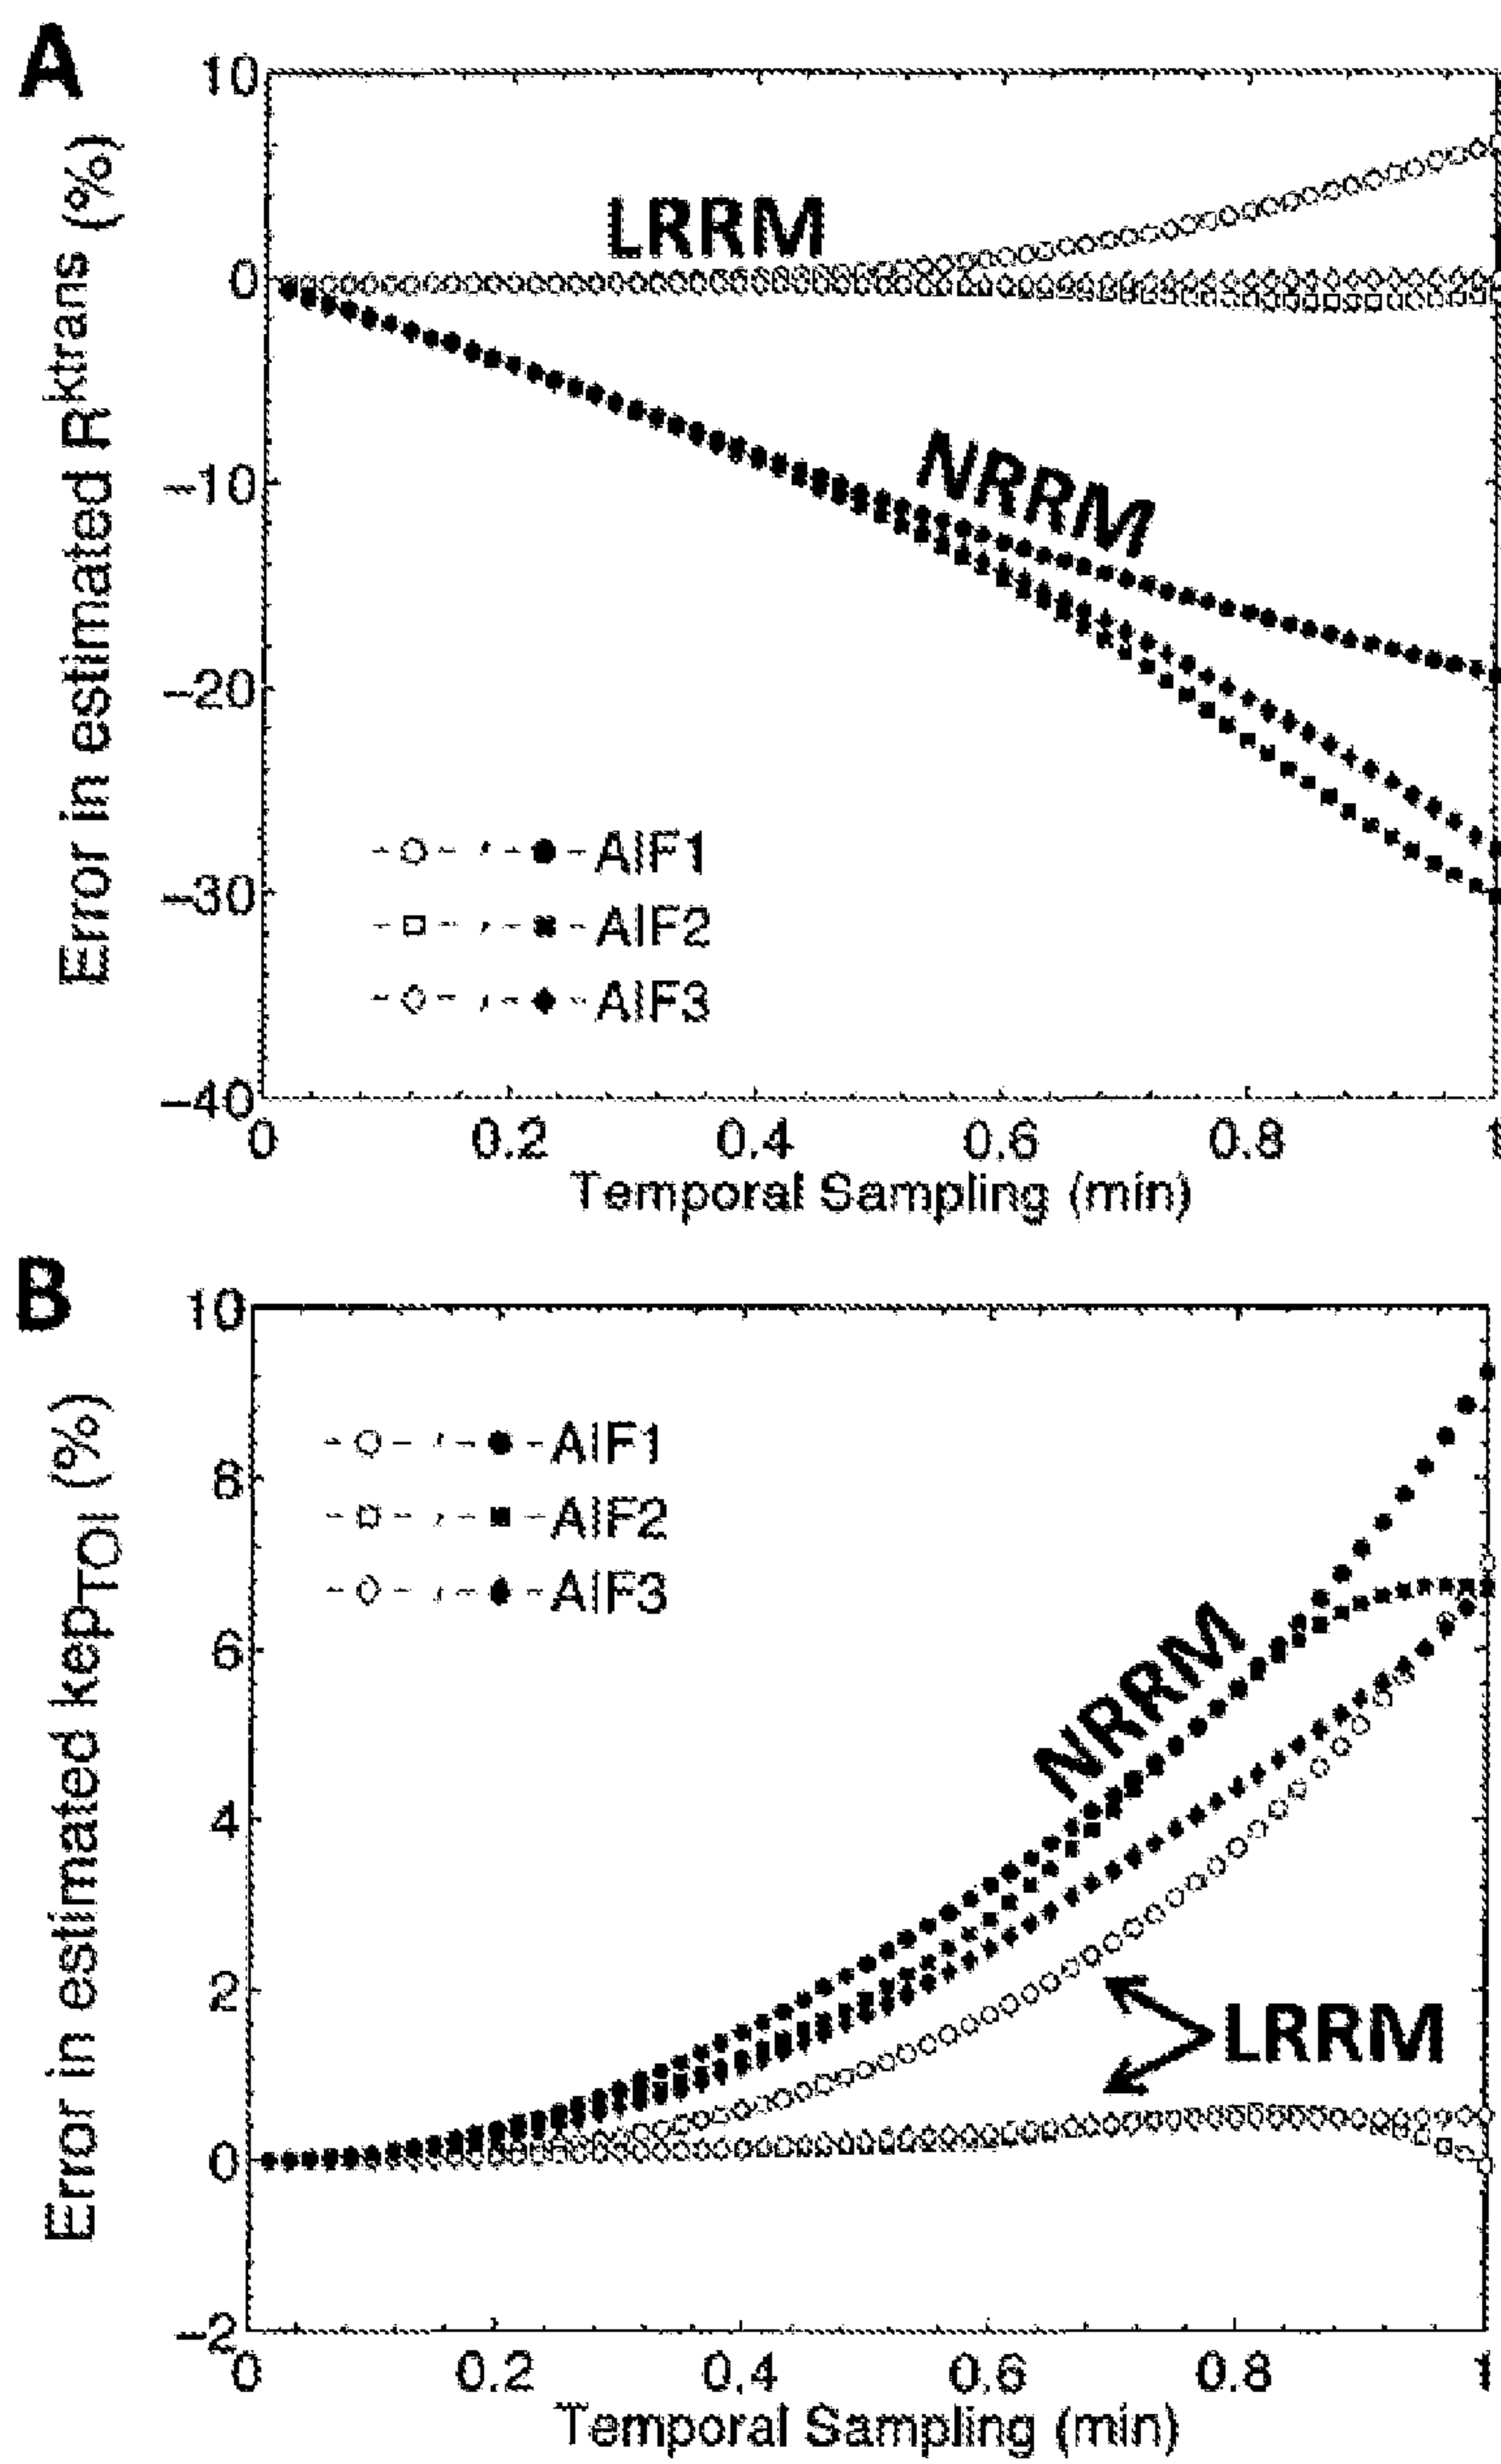 A
10
0
-10
-20
-30
-40
Error in estimated R^ktrans (%)
LRRM
NRRM
AIF1
AIF2
AIF3
0 0.2 0.4 0.6 0.8 1
Temporal Sampling (min)
B
10
8
6
4
2
0
-2
Error in estimated kep_TOI (%)
AIF1
AIF2
AIF3
NRRM
LRRM
0 0.2 0.4 0.6 0.8 1
Temporal Sampling (min)